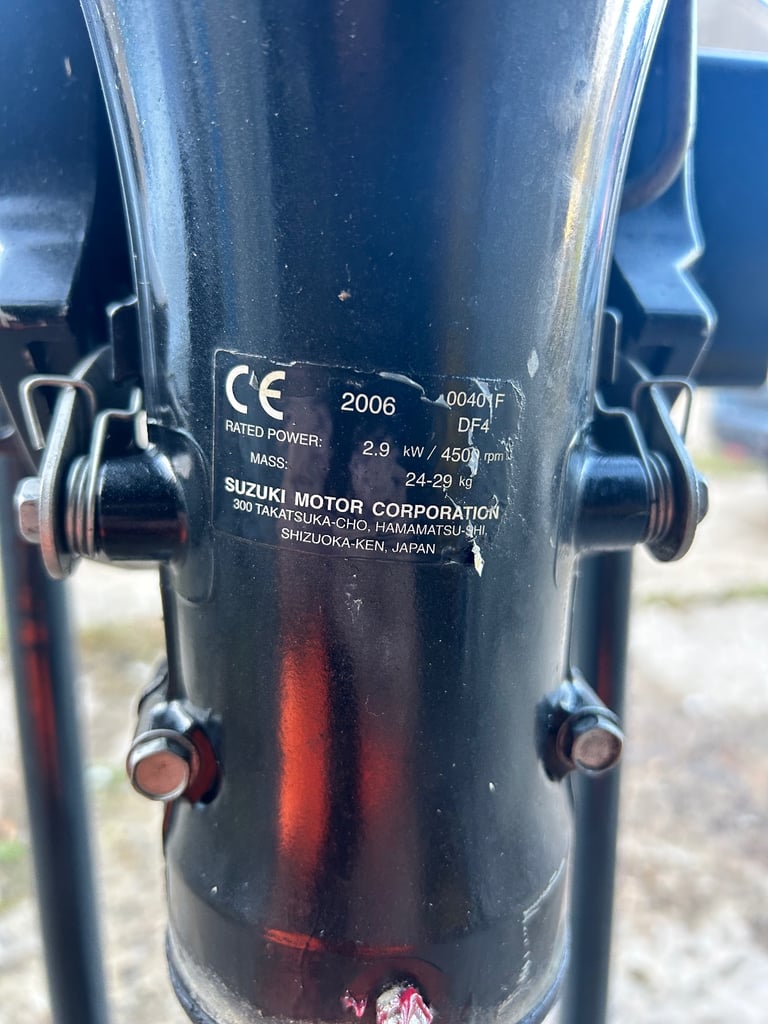 CE 2006 00401F
DF4
RATED POWER: 2.9 kW / 4500 rpm
MASS: 24-29 kg
SUZUKI MOTOR CORPORATION
300 TAKATSUKA-CHO, HAMAMATSU-SHI,
SHIZUOKA-KEN, JAPAN